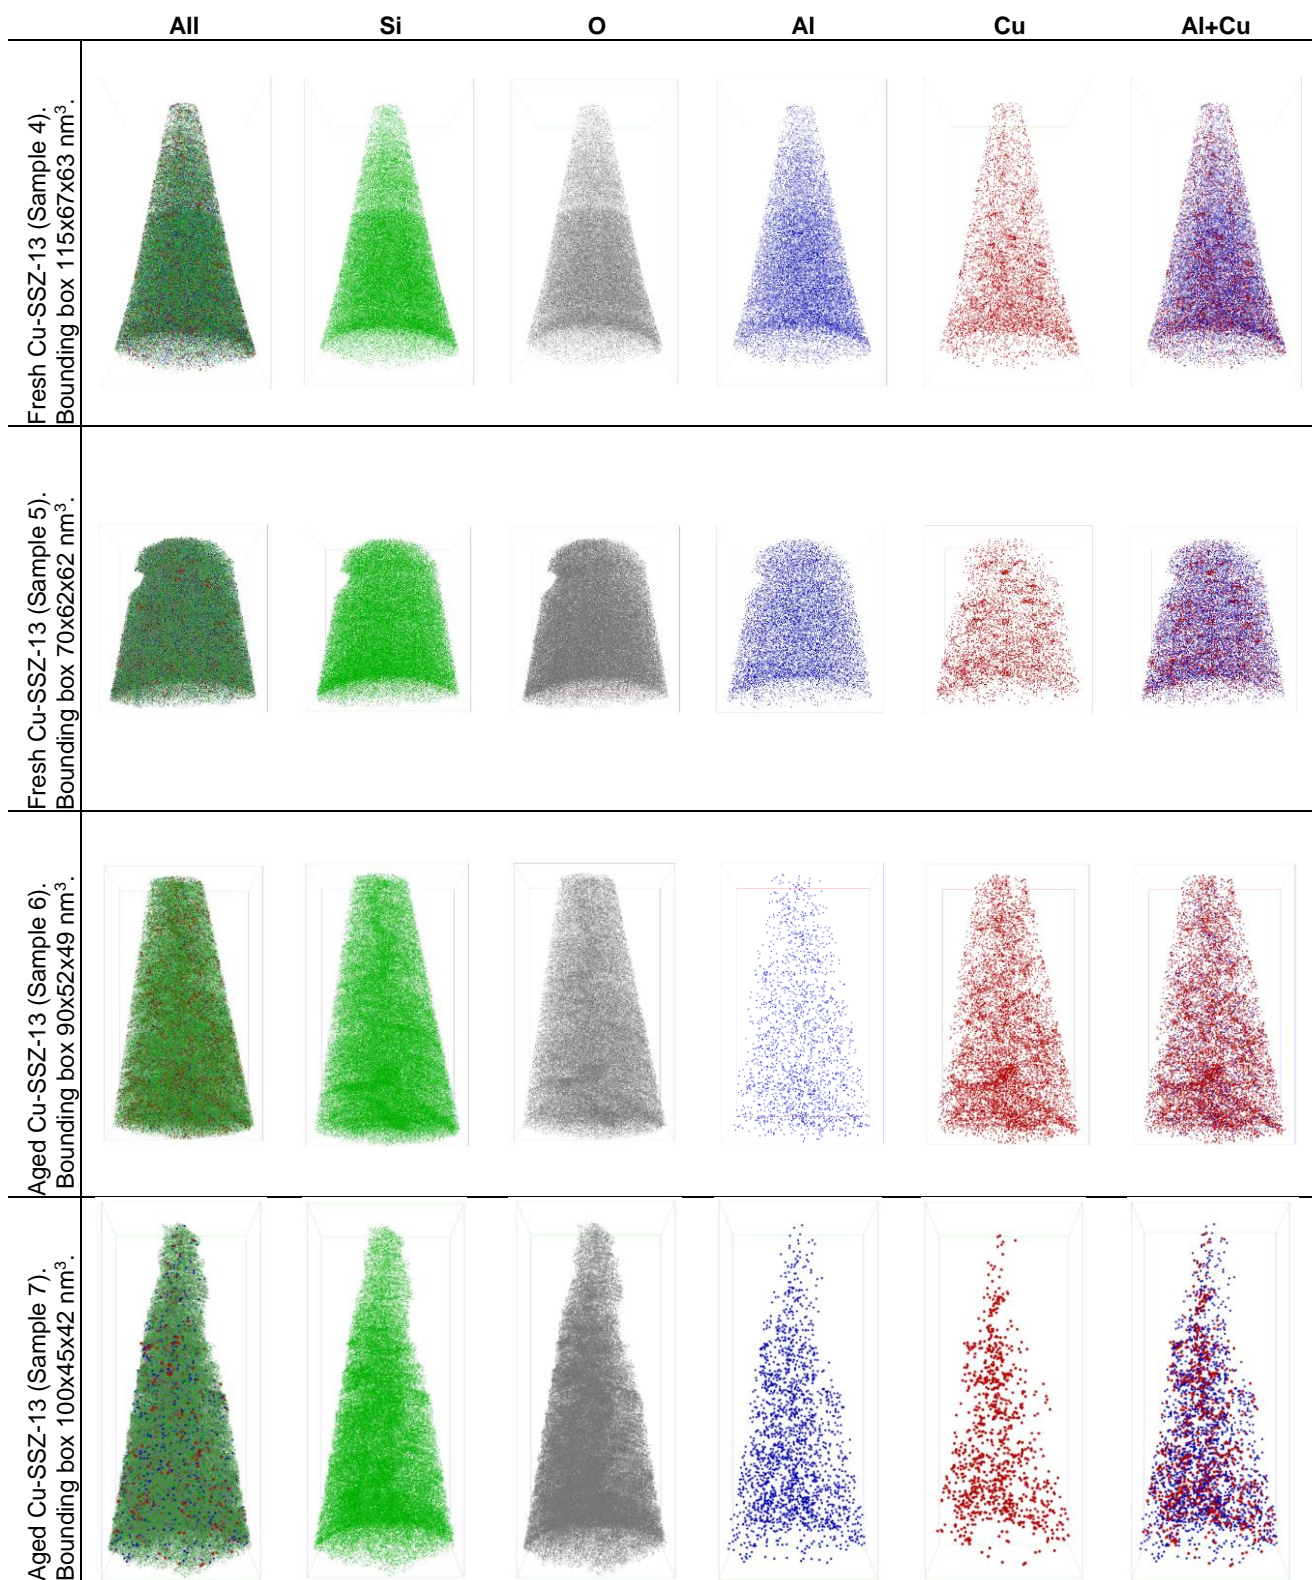 All Si O Al Cu Al+Cu
Fresh Cu-SSZ-13 (Sample 4).
Bounding box 115x67x63 nm³.
Fresh Cu-SSZ-13 (Sample 5).
Bounding box 70x62x62 nm³.
Aged Cu-SSZ-13 (Sample 6).
Bounding box 90x52x49 nm³.
Aged Cu-SSZ-13 (Sample 7).
Bounding box 100x45x42 nm³